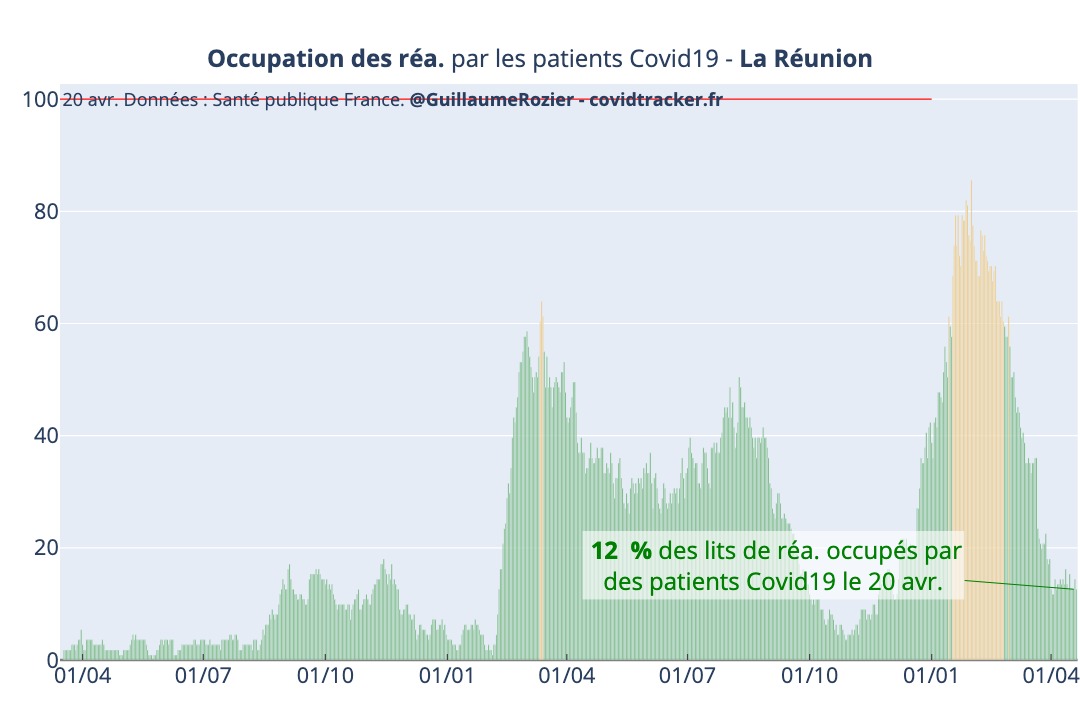 Occupation des réa. par les patients Covid19 - La Réunion
20 avr. Données : Santé publique France. @GuillaumeRozier - covidtracker.fr
100
80
60
40
20
0
12 % des lits de réa. occupés par
des patients Covid19 le 20 avr.
01/04 01/07 01/10 01/01 01/04 01/07 01/10 01/01 01/04